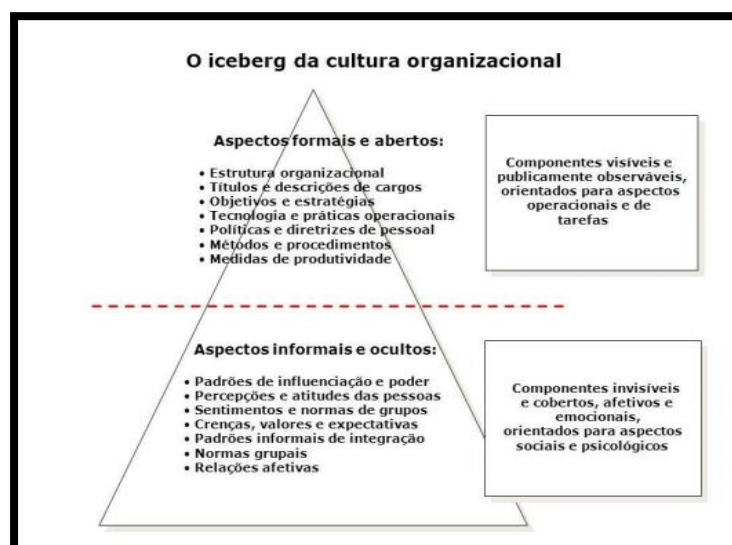 O iceberg da cultura organizacional
Aspectos formais e abertos:
• Estrutura organizacional
• Títulos e descrições de cargos
• Objetivos e estratégias
• Tecnologia e práticas operacionais
• Políticas e diretrizes de pessoal
• Métodos e procedimentos
• Medidas de produtividade
Componentes visíveis e
publicamente observáveis,
orientados para aspectos
operacionais e de
tarefas
Aspectos informais e ocultos:
• Padrões de influenciação e poder
• Percepções e atitudes das pessoas
• Sentimentos e normas de grupos
• Crenças, valores e expectativas
• Padrões informais de integração
• Normas grupais
• Relações afetivas
Componentes invisíveis
e cobertos, afetivos e
emocionais,
orientados para aspectos
sociais e psicológicos